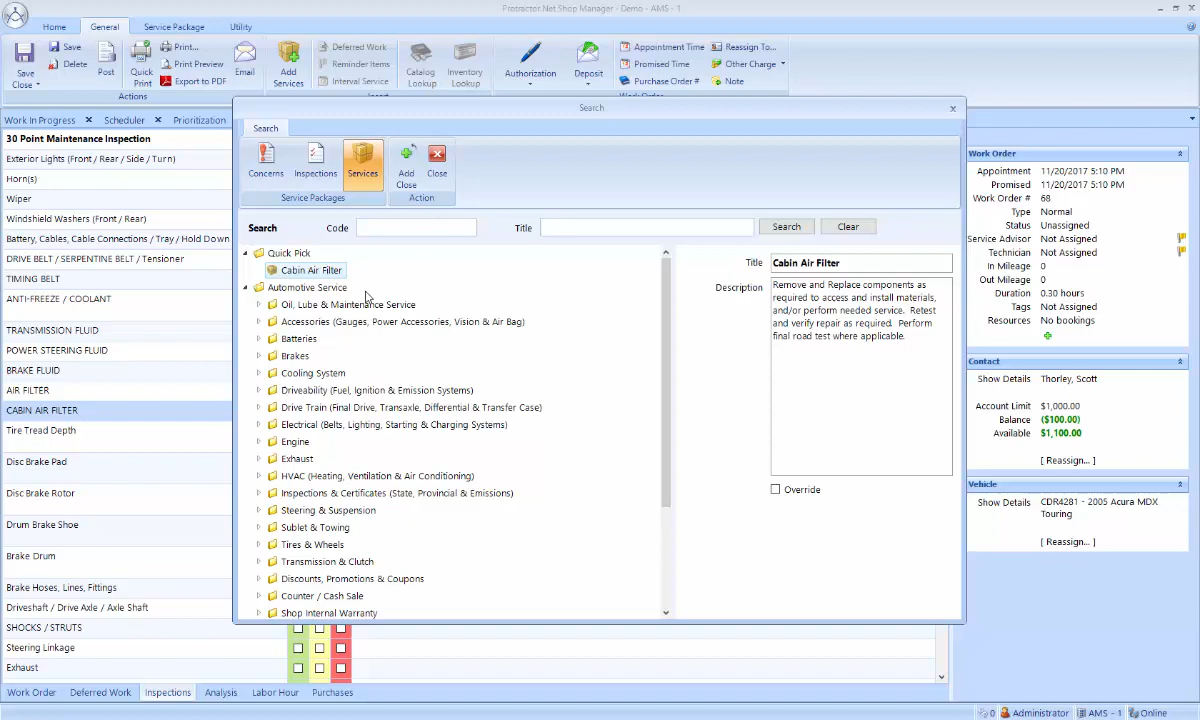 Protractor.Net Shop Manager - Demo - AMS - 1
Home General Service Package Utility
Save Close
Save
Delete
Post
Quick Print
Print...
Print Preview
Export to PDF
Email
Actions
Add Services
Deferred Work
Reminder Items
Interval Service
Catalog Lookup
Inventory Lookup
Authorization
Deposit
Appointment Time
Promised Time
Purchase Order #
Reassign To...
Other Charge
Note
Work In Progress Scheduler Prioritization
30 Point Maintenance Inspection
Exterior Lights (Front / Rear / Side / Turn)
Horn(s)
Wiper
Windshield Washers (Front / Rear)
Battery, Cables, Cable Connections / Tray / Hold Down
DRIVE BELT / SERPENTINE BELT / Tensioner
TIMING BELT
ANTI-FREEZE / COOLANT
TRANSMISSION FLUID
POWER STEERING FLUID
BRAKE FLUID
AIR FILTER
CABIN AIR FILTER
Tire Tread Depth
Disc Brake Pad
Disc Brake Rotor
Drum Brake Shoe
Brake Drum
Brake Hoses, Lines, Fittings
Driveshaft / Drive Axle / Axle Shaft
SHOCKS / STRUTS
Steering Linkage
Exhaust
Search
Search
Concerns Inspections Services
Add Close
Close
Service Packages Action
Search Code Title Search Clear
Quick Pick
Cabin Air Filter
Automotive Service
Oil, Lube & Maintenance Service
Accessories (Gauges, Power Accessories, Vision & Air Bag)
Batteries
Brakes
Cooling System
Driveability (Fuel, Ignition & Emission Systems)
Drive Train (Final Drive, Transaxle, Differential & Transfer Case)
Electrical (Belts, Lighting, Starting & Charging Systems)
Engine
Exhaust
HVAC (Heating, Ventilation & Air Conditioning)
Inspections & Certificates (State, Provincial & Emissions)
Steering & Suspension
Sublet & Towing
Tires & Wheels
Transmission & Clutch
Discounts, Promotions & Coupons
Counter / Cash Sale
Shop Internal Warranty
Title Cabin Air Filter
Description Remove and Replace components as
required to access and install materials,
and/or perform needed service. Retest
and verify repair as required. Perform
final road test where applicable.
Override
Work Order
Appointment 11/20/2017 5:10 PM
Promised 11/20/2017 5:10 PM
Work Order # 68
Type Normal
Status Unassigned
Service Advisor Not Assigned
Technician Not Assigned
In Mileage 0
Out Mileage 0
Duration 0.30 hours
Tags Not Assigned
Resources No bookings
Contact
Show Details Thorley, Scott
Account Limit $1,000.00
Balance ($100.00)
Available $1,100.00
[ Reassign... ]
Vehicle
Show Details CDR4281 - 2005 Acura MDX
Touring
[ Reassign... ]
Work Order Deferred Work Inspections Analysis Labor Hour Purchases
0 Administrator AMS - 1 Online